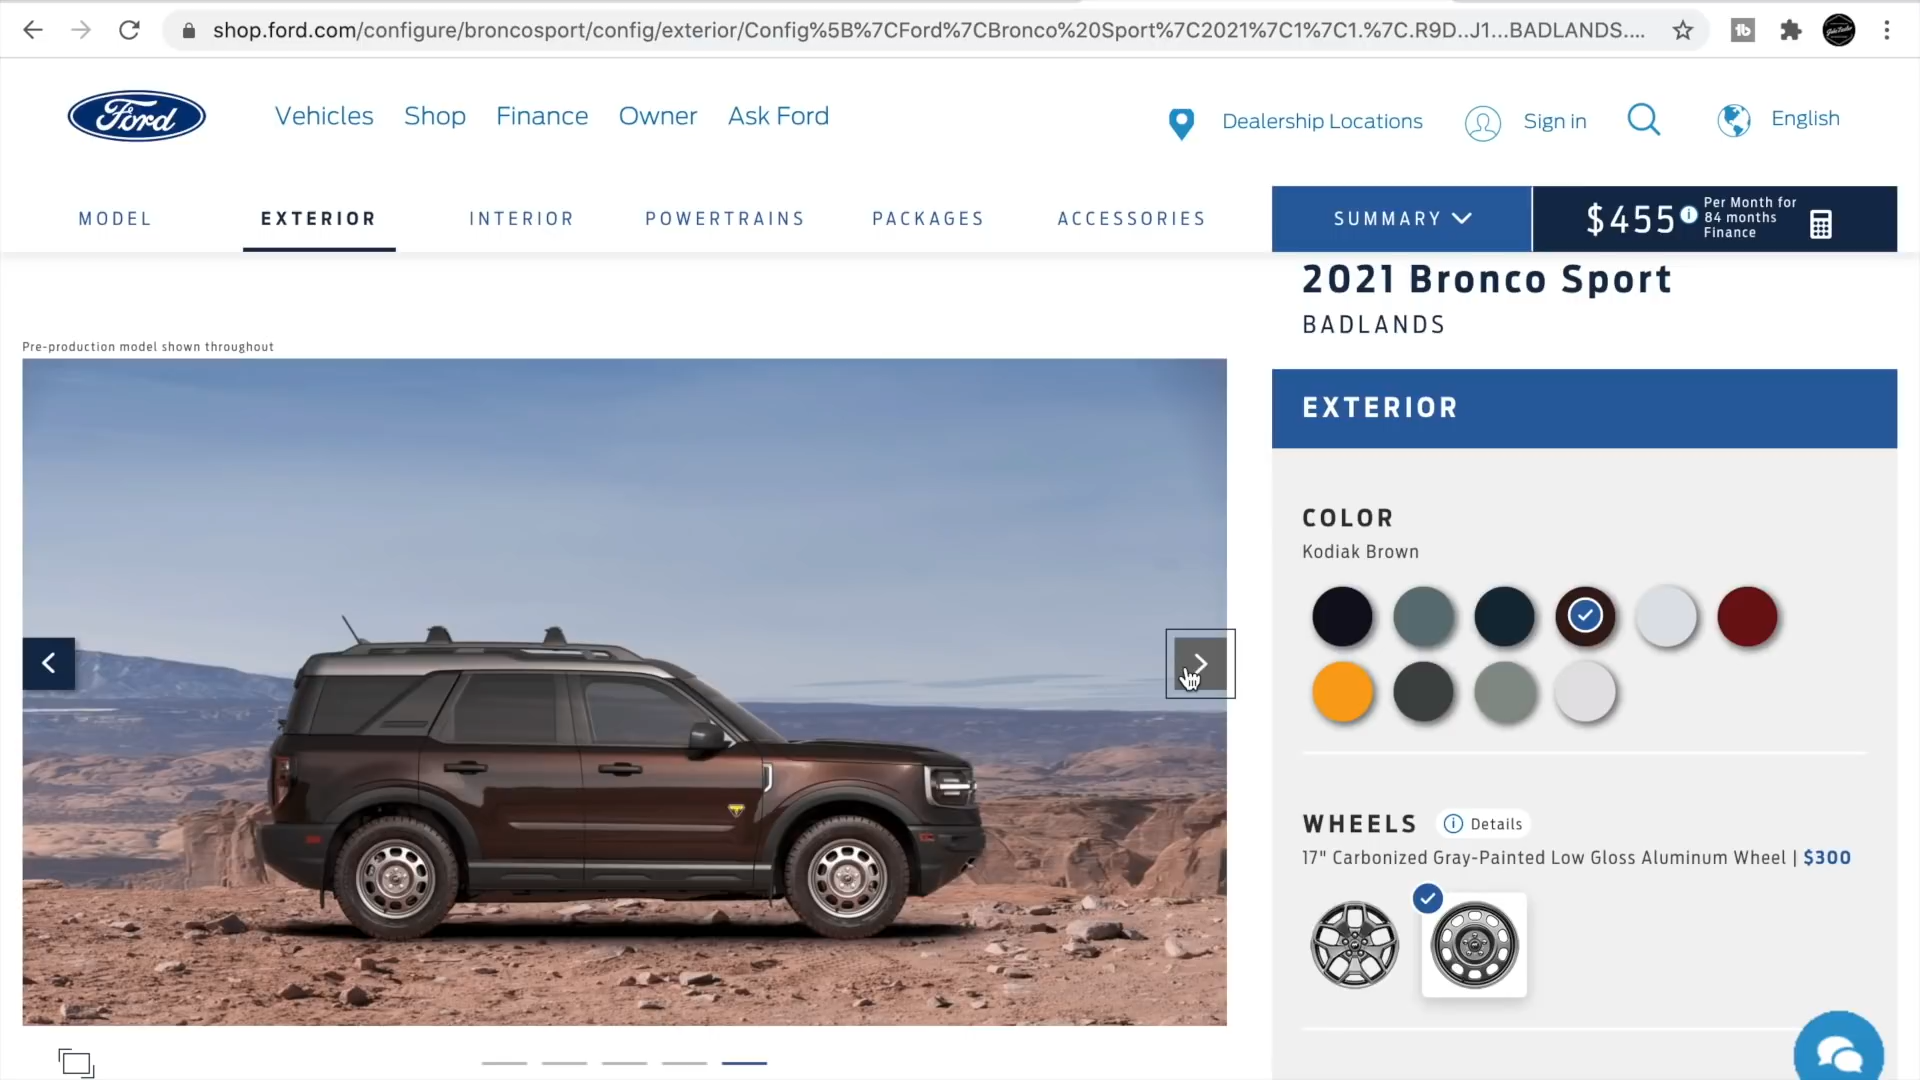 shop.ford.com/configure/broncosport/config/exterior/Config%5B%7CFord%7CBronco%20Sport%7C2021%7C1%7C1.%7C.R9D..J1...BADLANDS....
Ford
Vehicles
Shop
Finance
Owner
Ask Ford
Dealership Locations
Sign in
English
MODEL
EXTERIOR
INTERIOR
POWERTRAINS
PACKAGES
ACCESSORIES
SUMMARY
$455
Per Month for
84 months
Finance
2021 Bronco Sport
BADLANDS
Pre-production model shown throughout
EXTERIOR
COLOR
Kodiak Brown
WHEELS
Details
17" Carbonized Gray-Painted Low Gloss Aluminum Wheel | $300